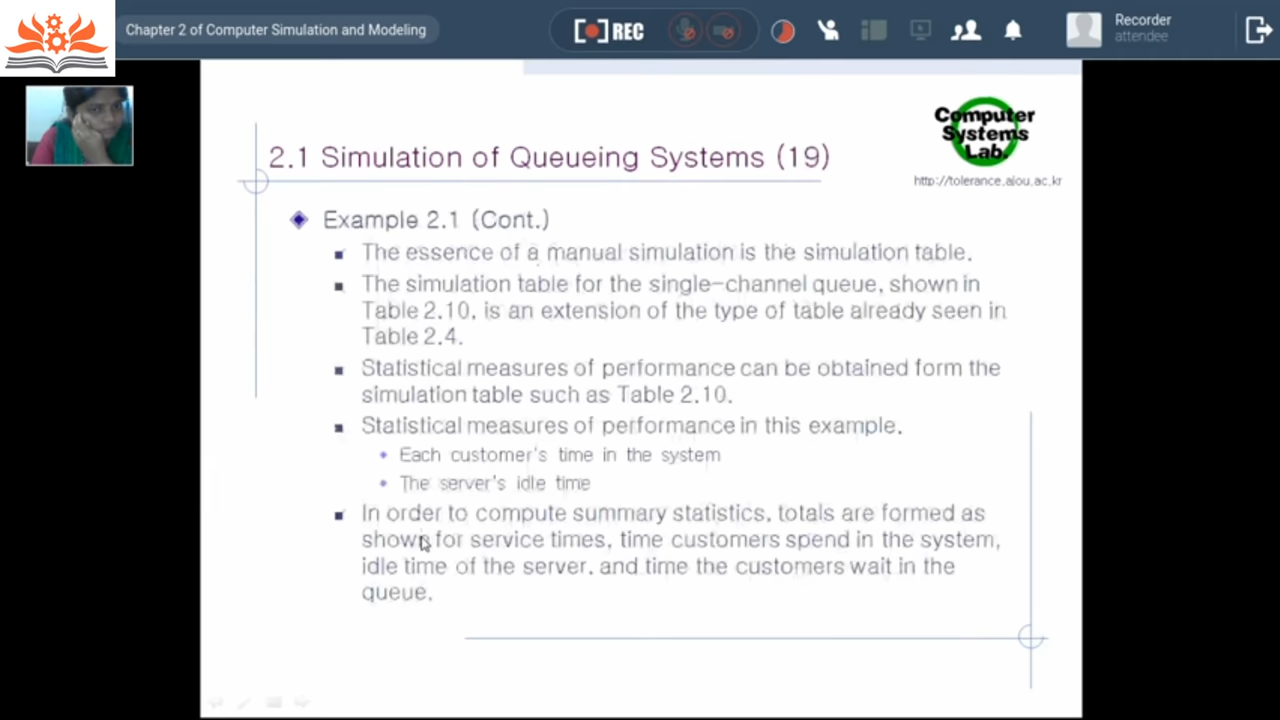 Chapter 2 of Computer Simulation and Modeling
REC
Recorder
attendee
Computer
Systems
Lab.
http://tolerance.ajou.ac.kr
2.1 Simulation of Queueing Systems (19)
Example 2.1 (Cont.)
The essence of a manual simulation is the simulation table.
The simulation table for the single-channel queue, shown in
Table 2.10, is an extension of the type of table already seen in
Table 2.4.
Statistical measures of performance can be obtained form the
simulation table such as Table 2.10.
Statistical measures of performance in this example.
Each customer's time in the system
The server's idle time
In order to compute summary statistics, totals are formed as
shown for service times, time customers spend in the system,
idle time of the server, and time the customers wait in the
queue.